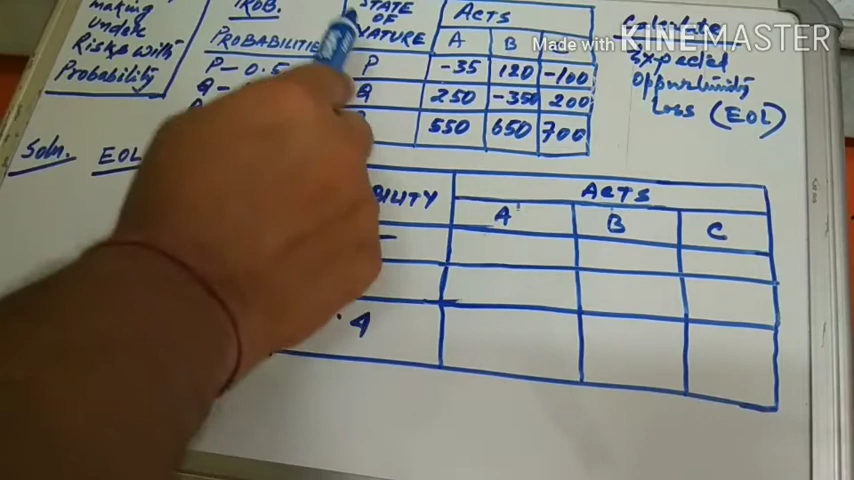 making
under
Risks with
Probability
PROB.
PROBABILITIES
P - 0.5
Q -
STATE
OF
NATURE
ACTS
A B
P -35 120 -100
Q 250 -350 200
550 650 700
Calculate
Expected
Opportunity
Loss (EOL)
Made with KINEMASTER
Soln. EOL
BILITY ACTS
A B C
4